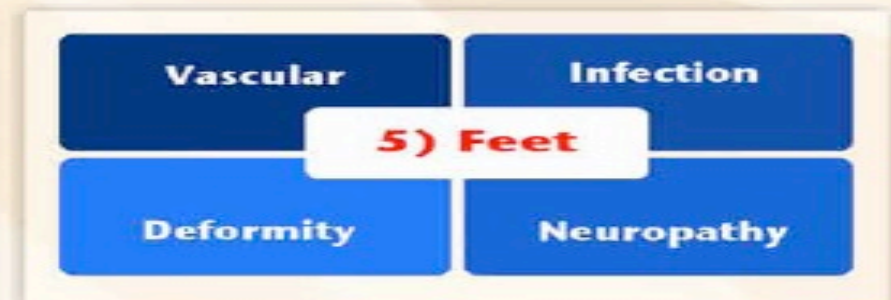 Vascular
Infection
5) Feet
Deformity
Neuropathy